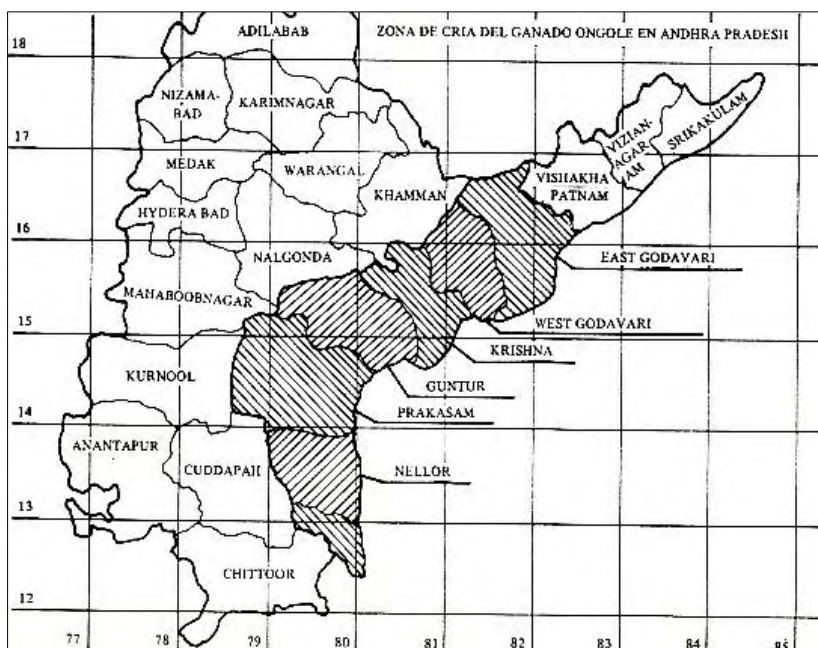 ADILABAB
ZONA DE CRIA DEL GANADO ONGOLE EN ANDHRA PRADESH
18
NIZAMA-
BAD
KARIMNAGAR
17
MEDAK
WARANGAL
KHAMMAN
VISHAKHA
PATNAM
VIZIAN-
AGAR
AM
SRIKAKULAM
HYDERA BAD
16
NALGONDA
EAST GODAVARI
MAHABOOBNAGAR
15
WEST GODAVARI
KRISHNA
KURNOOL
GUNTUR
PRAKASAM
14
ANANTAPUR
CUDDAPAH
NELLOR
13
CHITTOOR
12
77
78
79
80
81
82
83
84
85